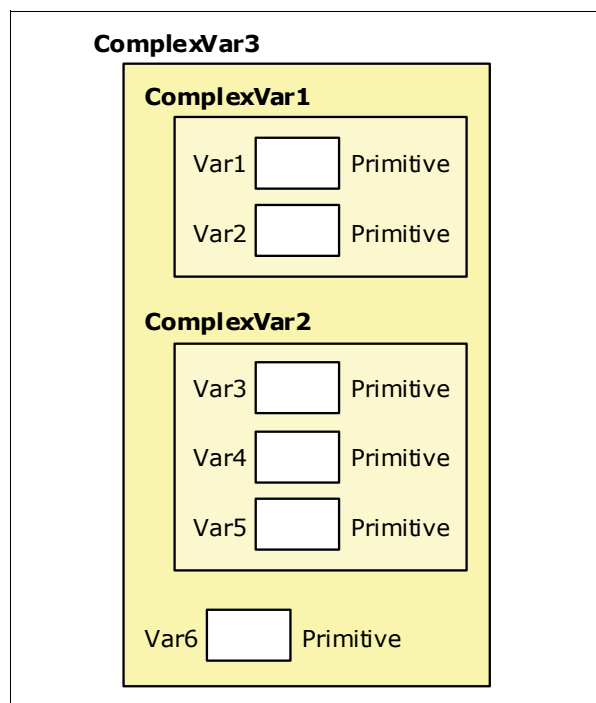 ComplexVar3
ComplexVar1
Var1 Primitive
Var2 Primitive
ComplexVar2
Var3 Primitive
Var4 Primitive
Var5 Primitive
Var6 Primitive